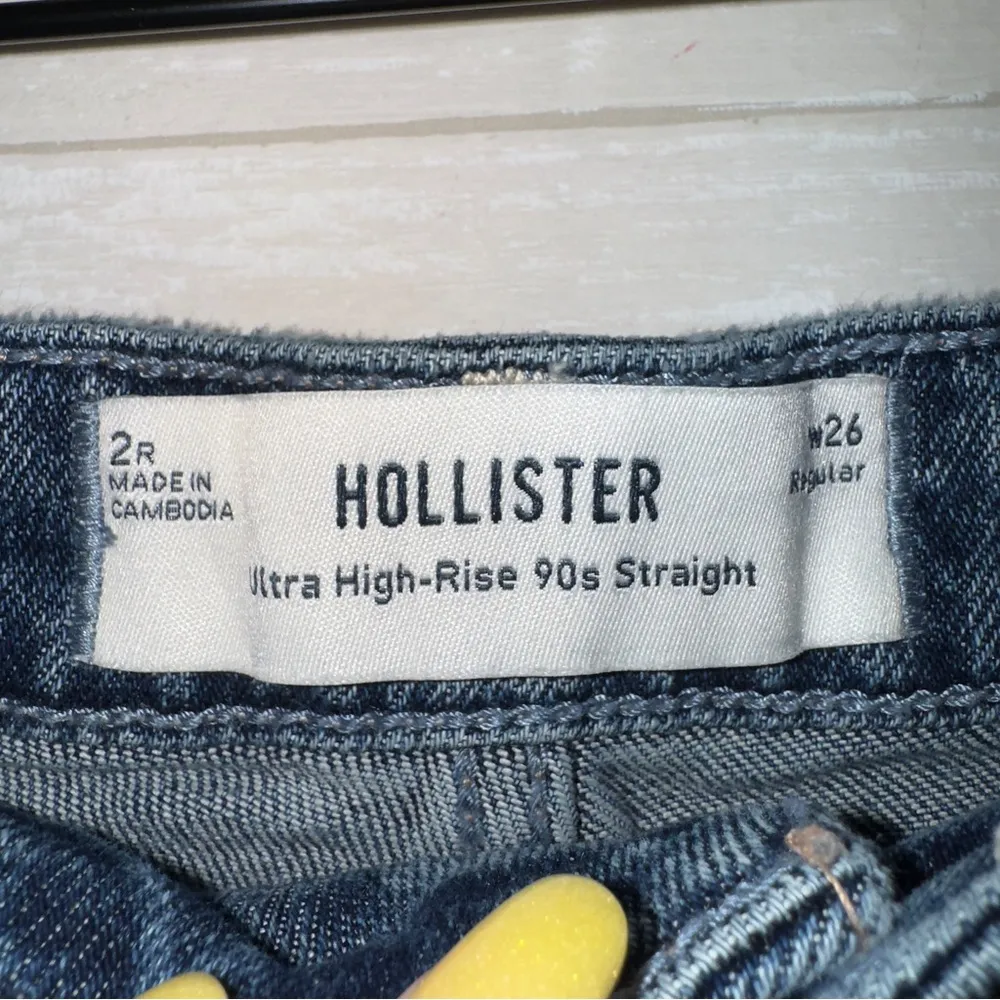 2R
MADE IN
CAMBODIA
HOLLISTER
Ultra High-Rise 90s Straight
W26
Regular